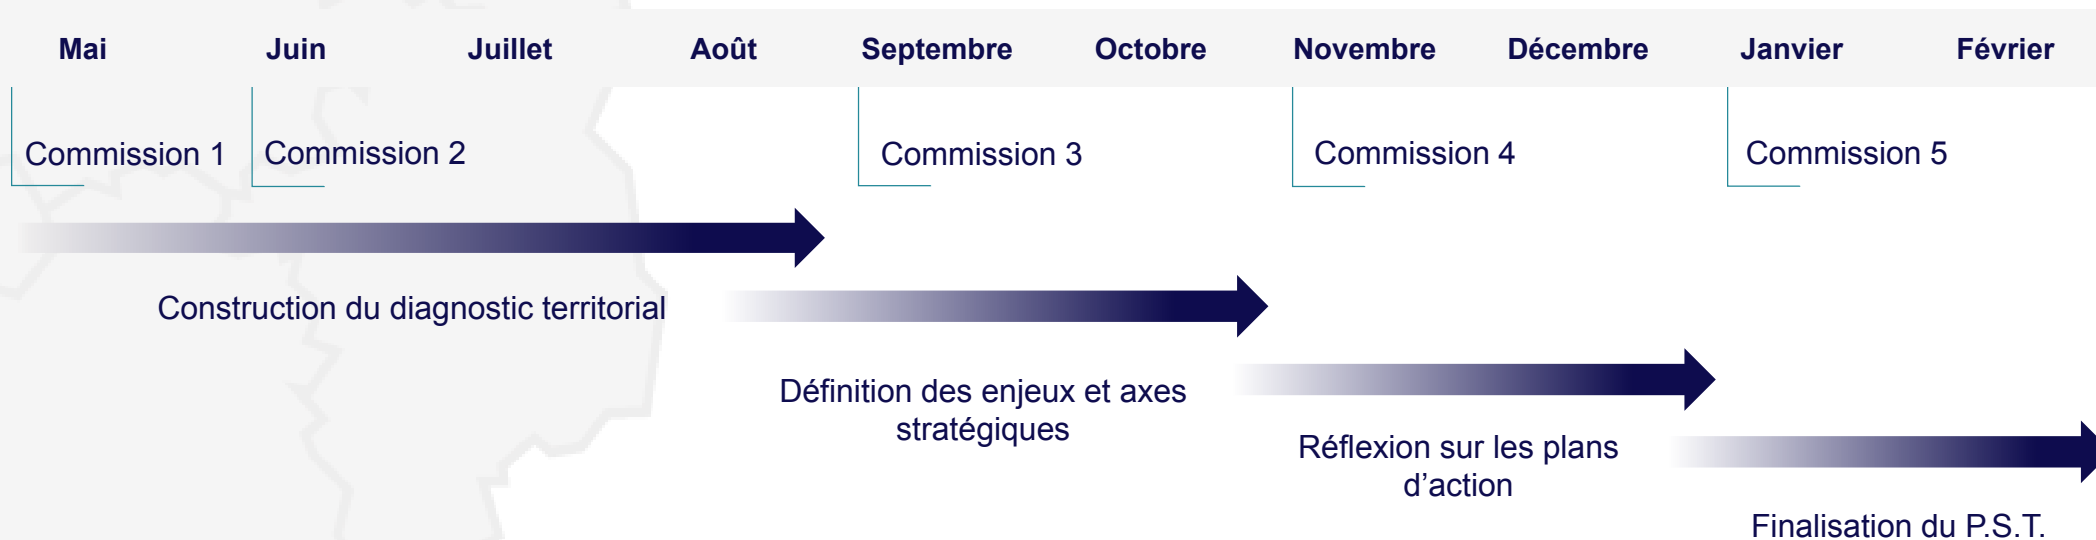 Mai Juin Juillet Août Septembre Octobre Novembre Décembre Janvier Février
Commission 1 Commission 2 Commission 3 Commission 4 Commission 5
Construction du diagnostic territorial
Définition des enjeux et axes
stratégiques
Réflexion sur les plans
d’action
Finalisation du P.S.T.